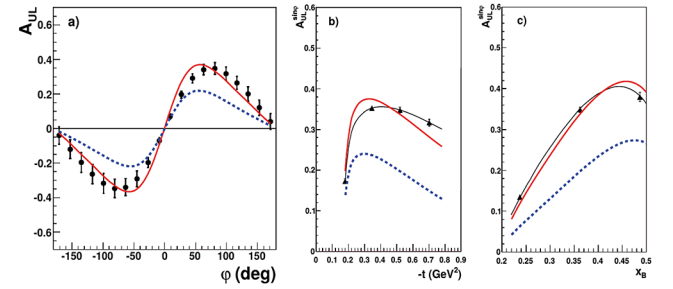 A_UL
a)
0.6
0.4
0.2
0
-0.2
-0.4
-0.6
-150 -100 -50 0 50 100 150
φ (deg)
A_UL^sinφ
b)
0.6
0.5
0.4
0.3
0.2
0.1
0
0 0.1 0.2 0.3 0.4 0.5 0.6 0.7 0.8 0.9
-t (GeV²)
A_UL^sinφ
c)
0.6
0.5
0.4
0.3
0.2
0.1
0
0.2 0.25 0.3 0.35 0.4 0.45 0.5
x_B